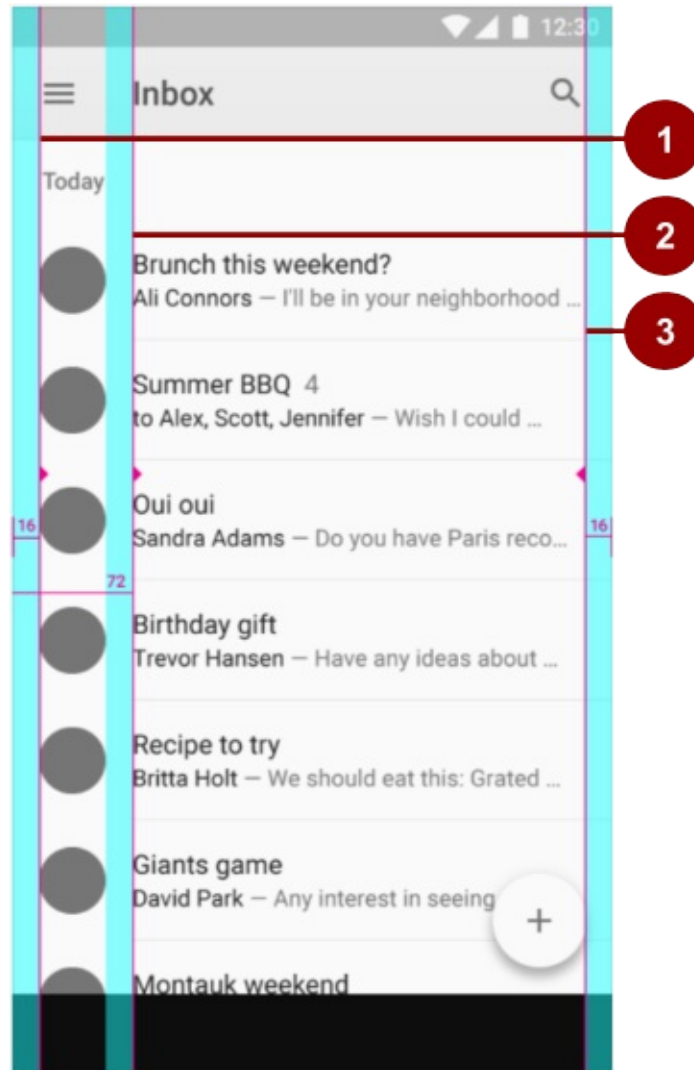 12:30
Inbox
1
Today
2
Brunch this weekend?
Ali Connors — I'll be in your neighborhood ...
3
Summer BBQ 4
to Alex, Scott, Jennifer — Wish I could ...
Oui oui
16
Sandra Adams — Do you have Paris reco...
16
72
Birthday gift
Trevor Hansen — Have any ideas about ...
Recipe to try
Britta Holt — We should eat this: Grated ...
Giants game
David Park — Any interest in seeing
+
Montauk weekend